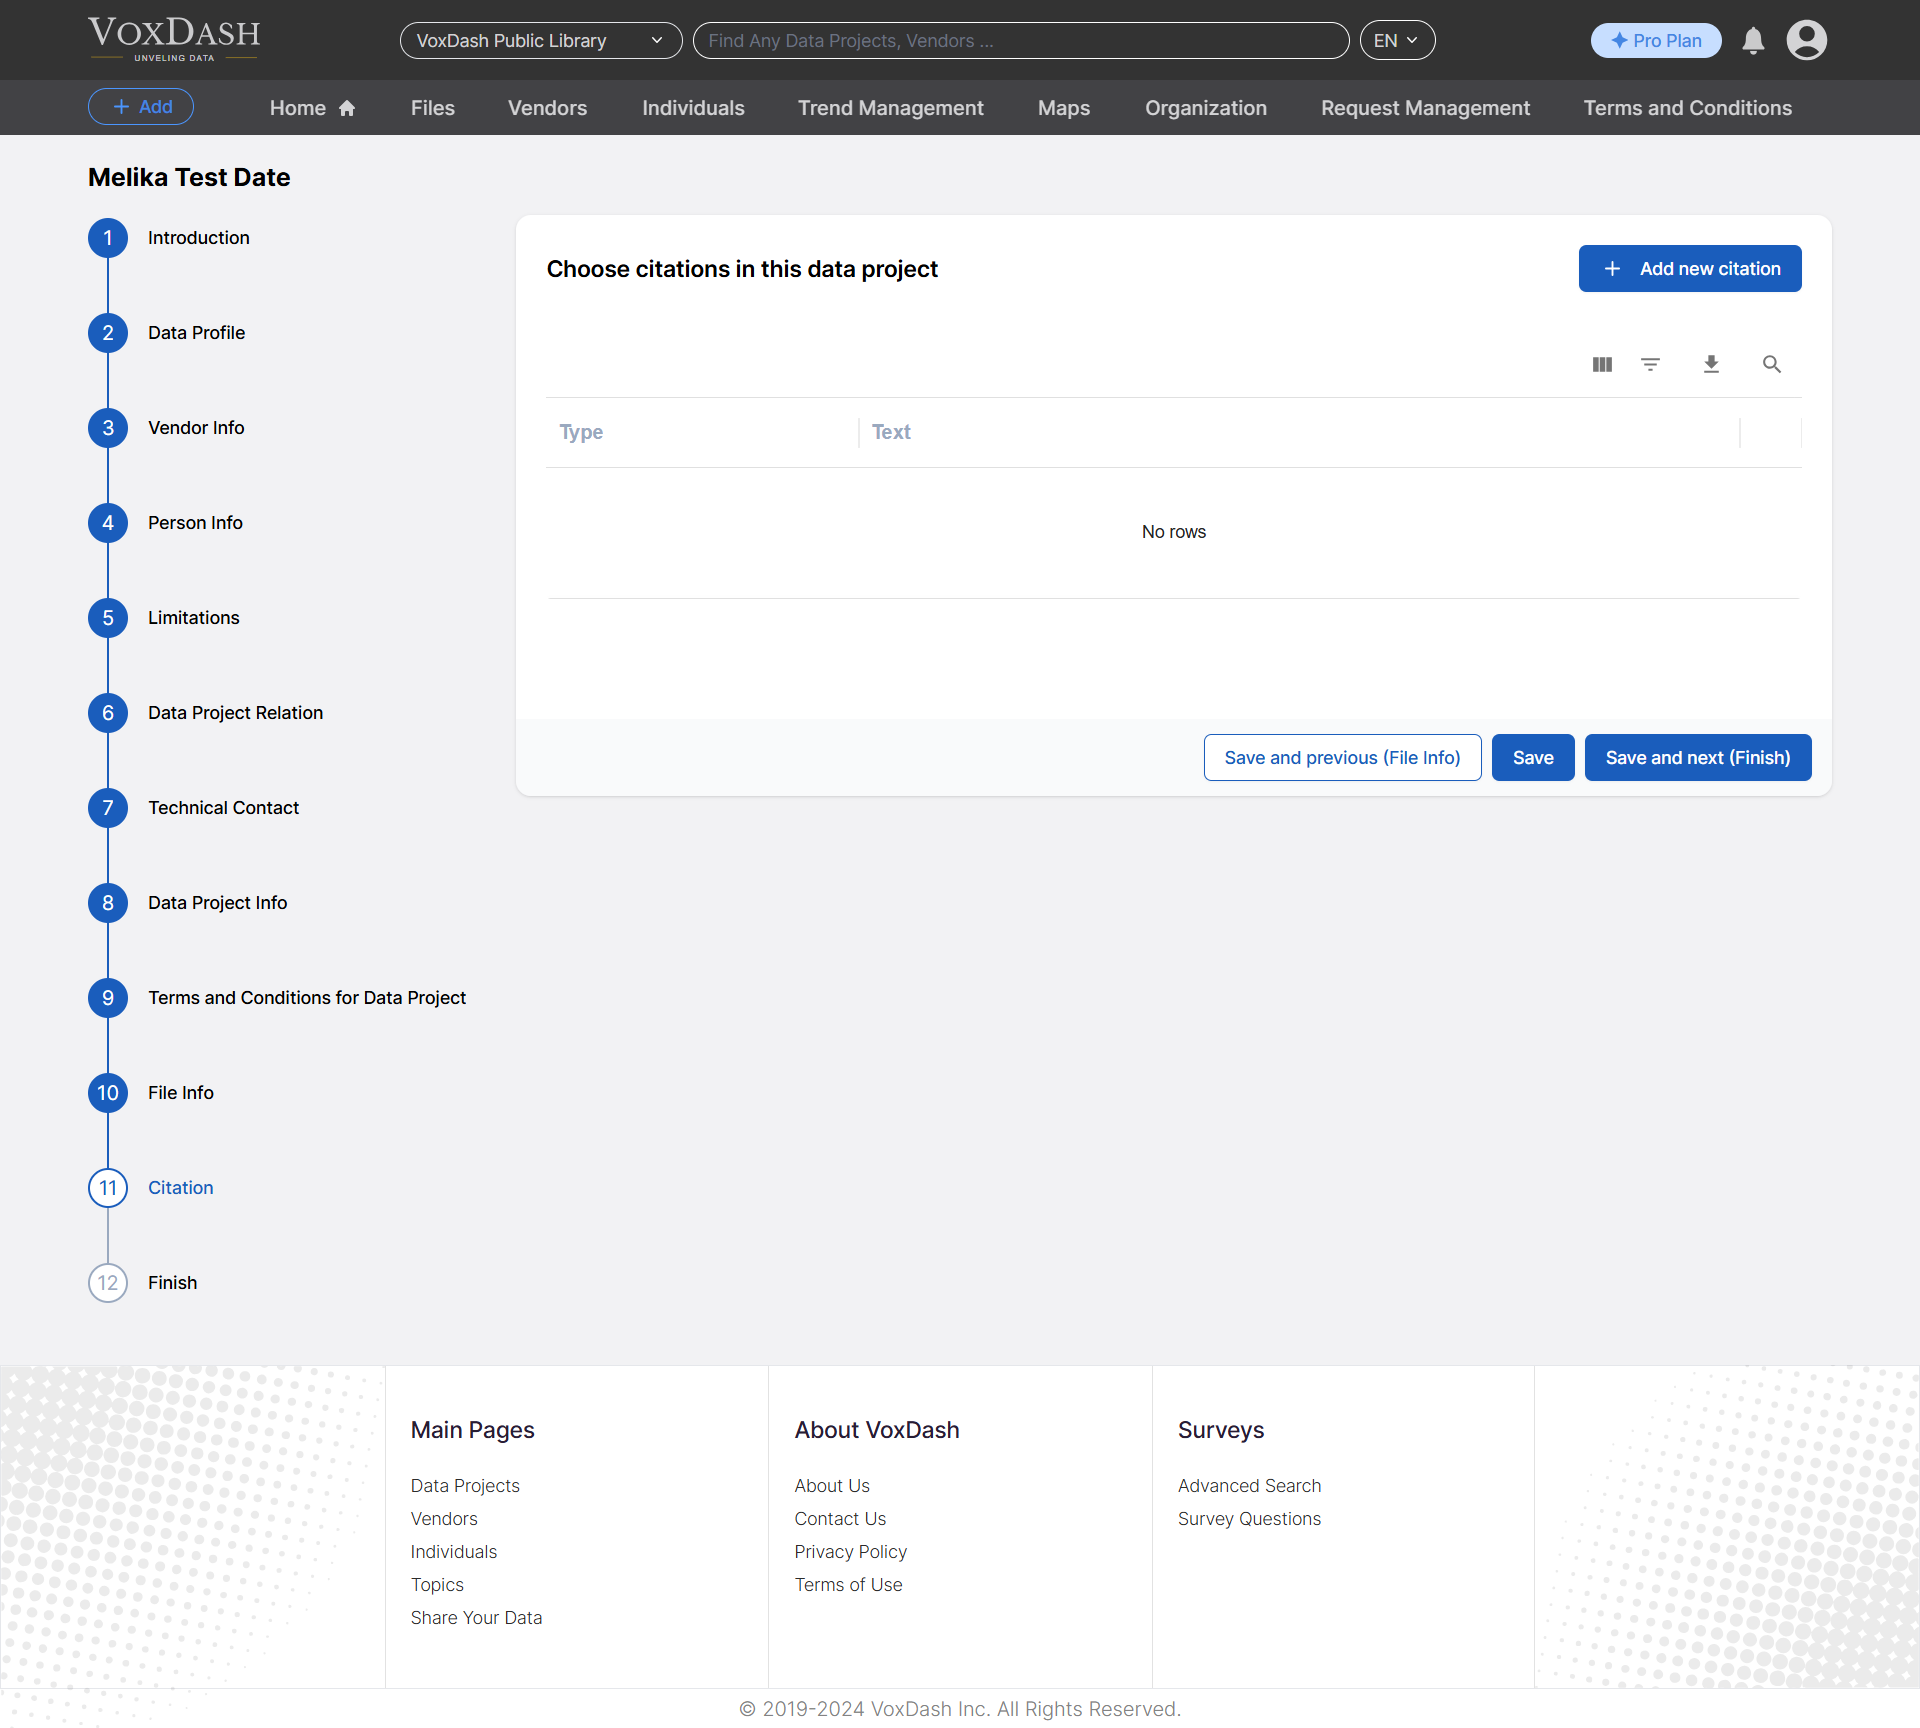 VOXDASH
UNVELING DATA
VoxDash Public Library
Find Any Data Projects, Vendors ...
EN
Pro Plan
Add
Home
Files
Vendors
Individuals
Trend Management
Maps
Organization
Request Management
Terms and Conditions
Melika Test Date
1 Introduction
2 Data Profile
3 Vendor Info
4 Person Info
5 Limitations
6 Data Project Relation
7 Technical Contact
8 Data Project Info
9 Terms and Conditions for Data Project
10 File Info
11 Citation
12 Finish
Choose citations in this data project
Add new citation
Type
Text
No rows
Save and previous (File Info)
Save
Save and next (Finish)
Main Pages
Data Projects
Vendors
Individuals
Topics
Share Your Data
About VoxDash
About Us
Contact Us
Privacy Policy
Terms of Use
Surveys
Advanced Search
Survey Questions
© 2019-2024 VoxDash Inc. All Rights Reserved.